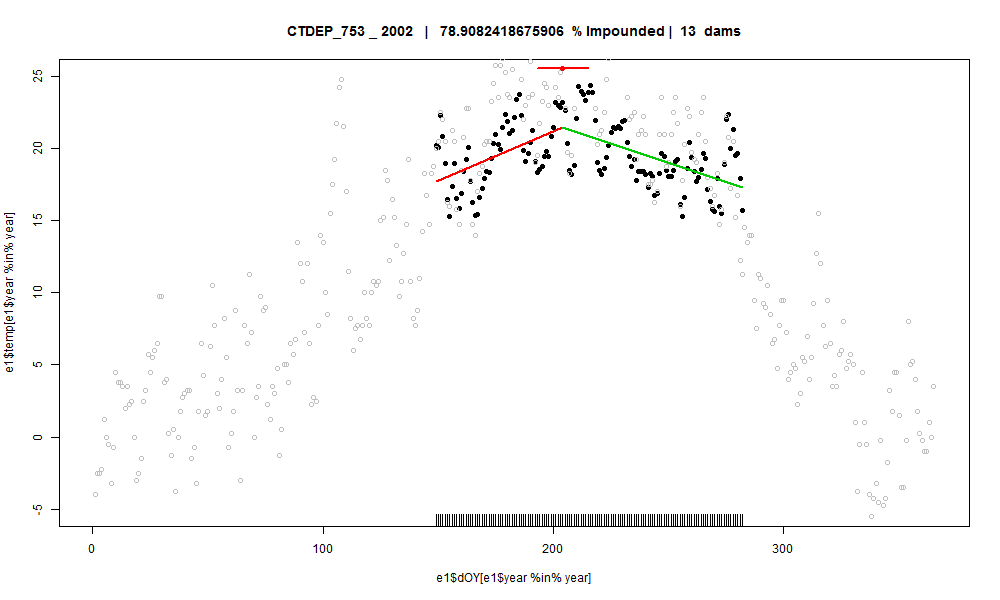 CTDEP_753 _ 2002 | 78.9082418675906 % Impounded | 13 dams
e1$temp[e1$year %in% year]
25
20
15
10
5
0
-5
0 100 200 300
e1$dOY[e1$year %in% year]